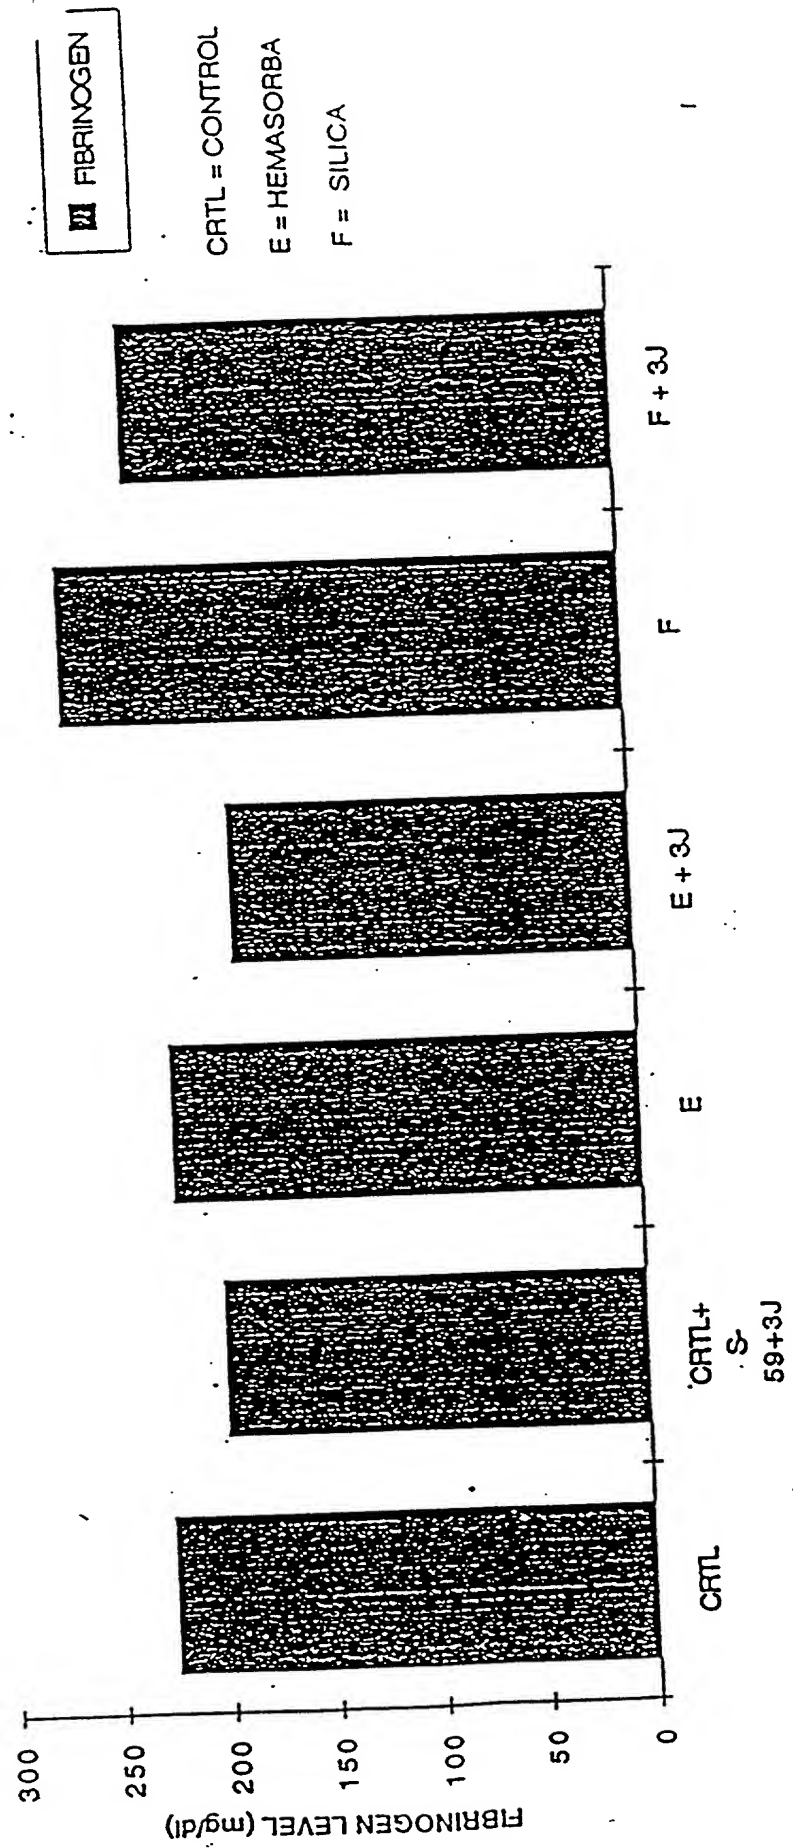 FIBRINOGEN
CRTL = CONTROL
E = HEMASORBA
F = SILICA
FIBRINOGEN LEVEL (mg/dl)
300
250
200
150
100
50
0
CRTL
CRTL+
S-
59+3J
E
E + 3J
F
F + 3J